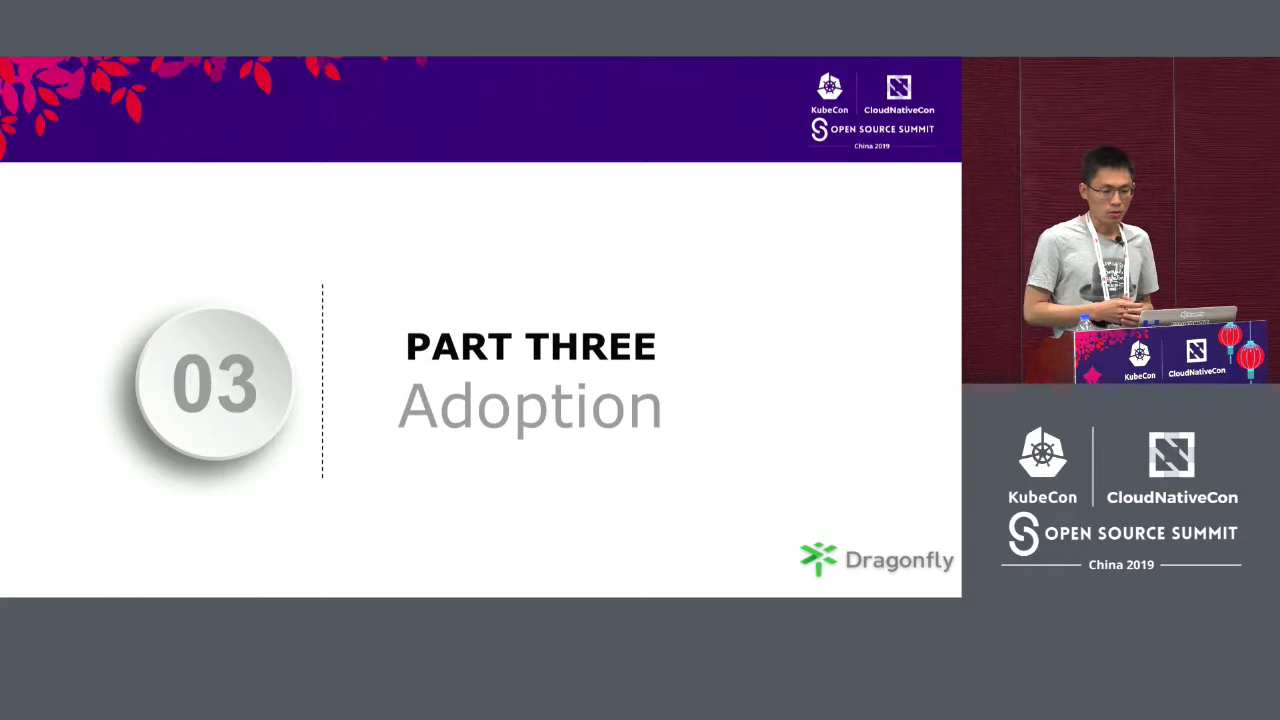 KubeCon
CloudNativeCon
OPEN SOURCE SUMMIT
China 2019
03
PART THREE
Adoption
Dragonfly
KubeCon
CloudNativeCon
KubeCon
CloudNativeCon
OPEN SOURCE SUMMIT
China 2019